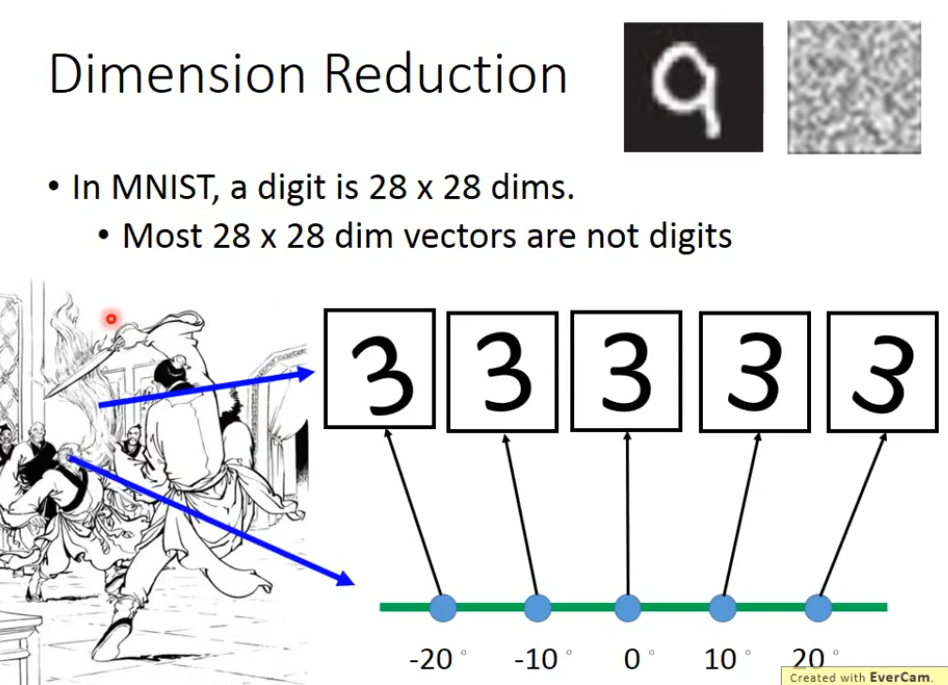 Dimension Reduction
9
• In MNIST, a digit is 28 x 28 dims.
• Most 28 x 28 dim vectors are not digits
3 3 3 3 3
-20 ° -10 ° 0 ° 10 ° 20 °
Created with EverCam.